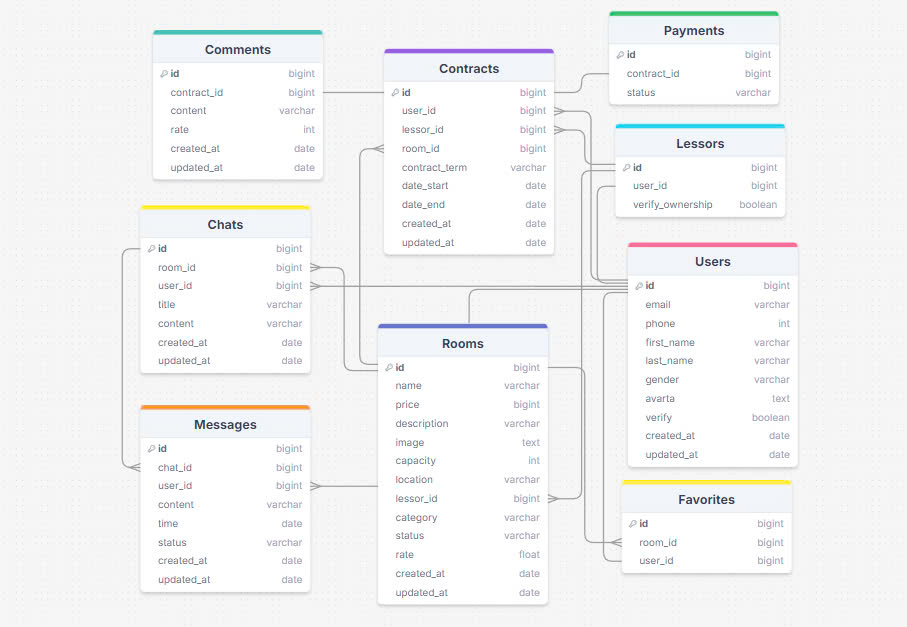 Comments
id bigint
contract_id bigint
content varchar
rate int
created_at date
updated_at date
Contracts
id bigint
user_id bigint
lessor_id bigint
room_id bigint
contract_term varchar
date_start date
date_end date
created_at date
updated_at date
Payments
id bigint
contract_id bigint
status varchar
Lessors
id bigint
user_id bigint
verify_ownership boolean
Chats
id bigint
room_id bigint
user_id bigint
title varchar
content varchar
created_at date
updated_at date
Users
id bigint
email varchar
phone int
first_name varchar
last_name varchar
gender varchar
avarta text
verify boolean
created_at date
updated_at date
Rooms
id bigint
name varchar
price bigint
description varchar
image text
capacity int
location varchar
lessor_id bigint
category varchar
status varchar
rate float
created_at date
updated_at date
Messages
id bigint
chat_id bigint
user_id bigint
content varchar
time date
status varchar
created_at date
updated_at date
Favorites
id bigint
room_id bigint
user_id bigint